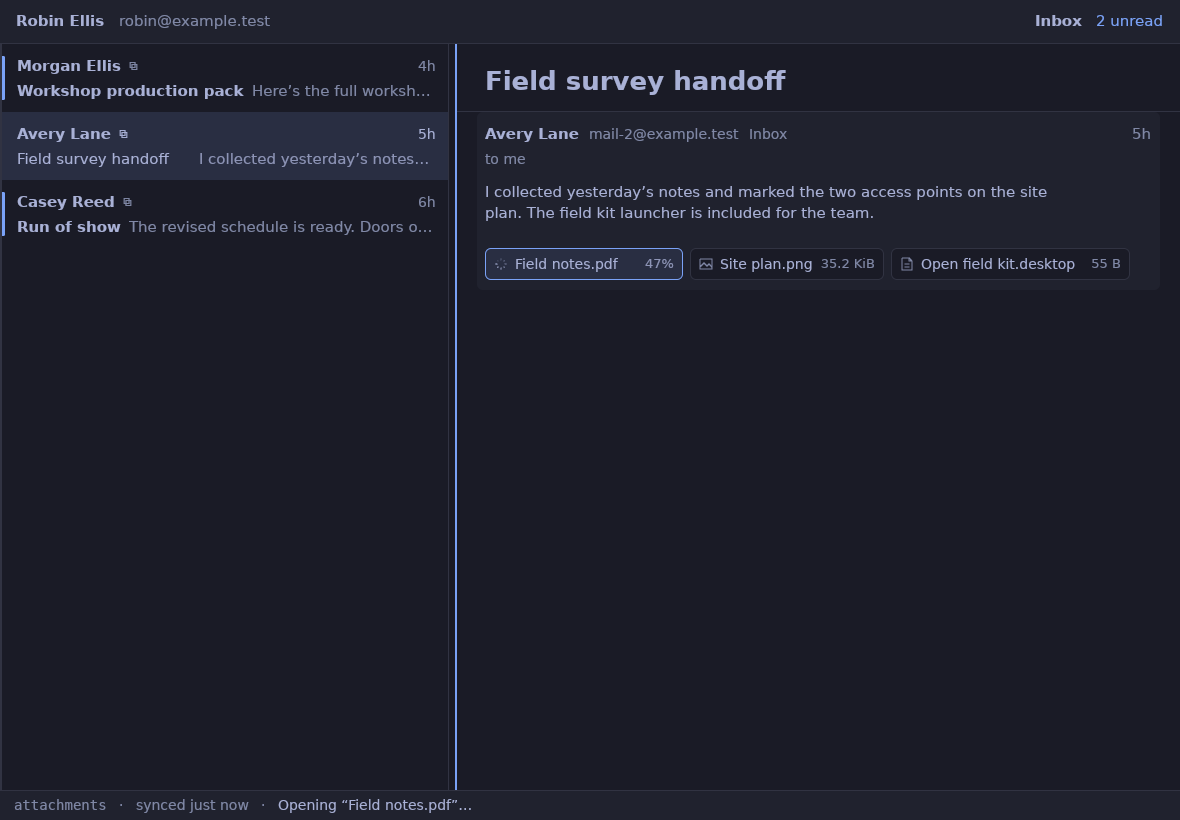 Robin Ellis robin@example.test Inbox 2 unread
Morgan Ellis 4h
Workshop production pack Here’s the full worksh…
Avery Lane 5h
Field survey handoff I collected yesterday’s notes…
Casey Reed 6h
Run of show The revised schedule is ready. Doors o…
Field survey handoff
Avery Lane mail-2@example.test Inbox 5h
to me
I collected yesterday’s notes and marked the two access points on the site
plan. The field kit launcher is included for the team.
Field notes.pdf 47% Site plan.png 35.2 KiB Open field kit.desktop 55 B
attachments · synced just now · Opening “Field notes.pdf”…